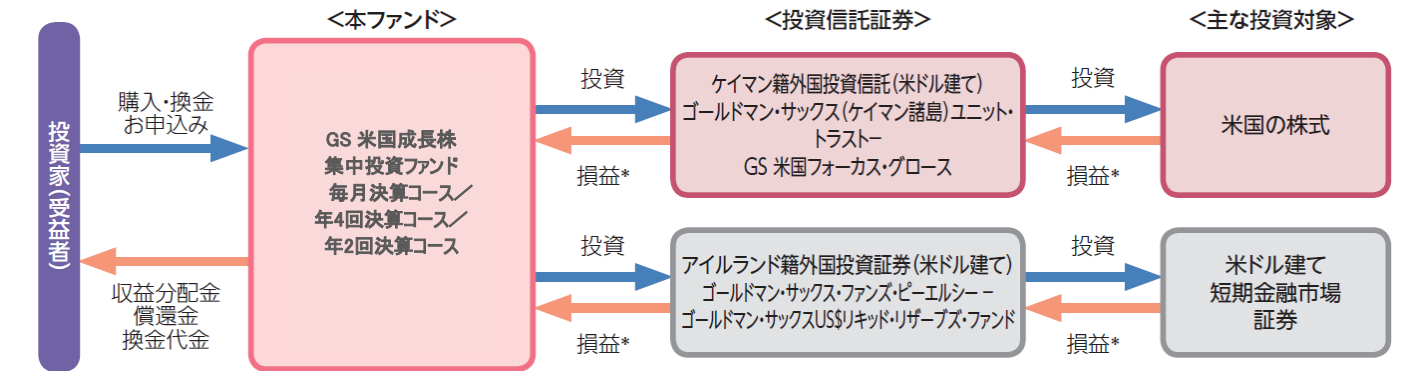 <本ファンド>
<投資信託証券>
<主な投資対象>
投資家(受益者)
購入・換金
お申込み
収益分配金
償還金
換金代金
GS 米国成長株
集中投資ファンド
毎月決算コース／
年4回決算コース／
年2回決算コース
投資
損益*
ケイマン籍外国投資信託(米ドル建て)
ゴールドマン・サックス(ケイマン諸島)ユニット・
トラストー
GS 米国フォーカス・グロース
投資
損益*
米国の株式
投資
損益*
アイルランド籍外国投資証券(米ドル建て)
ゴールドマン・サックス・ファンズ・ピーエルシー －
ゴールドマン・サックスUS$リキッド・リザーブズ・ファンド
投資
損益*
米ドル建て
短期金融市場
証券